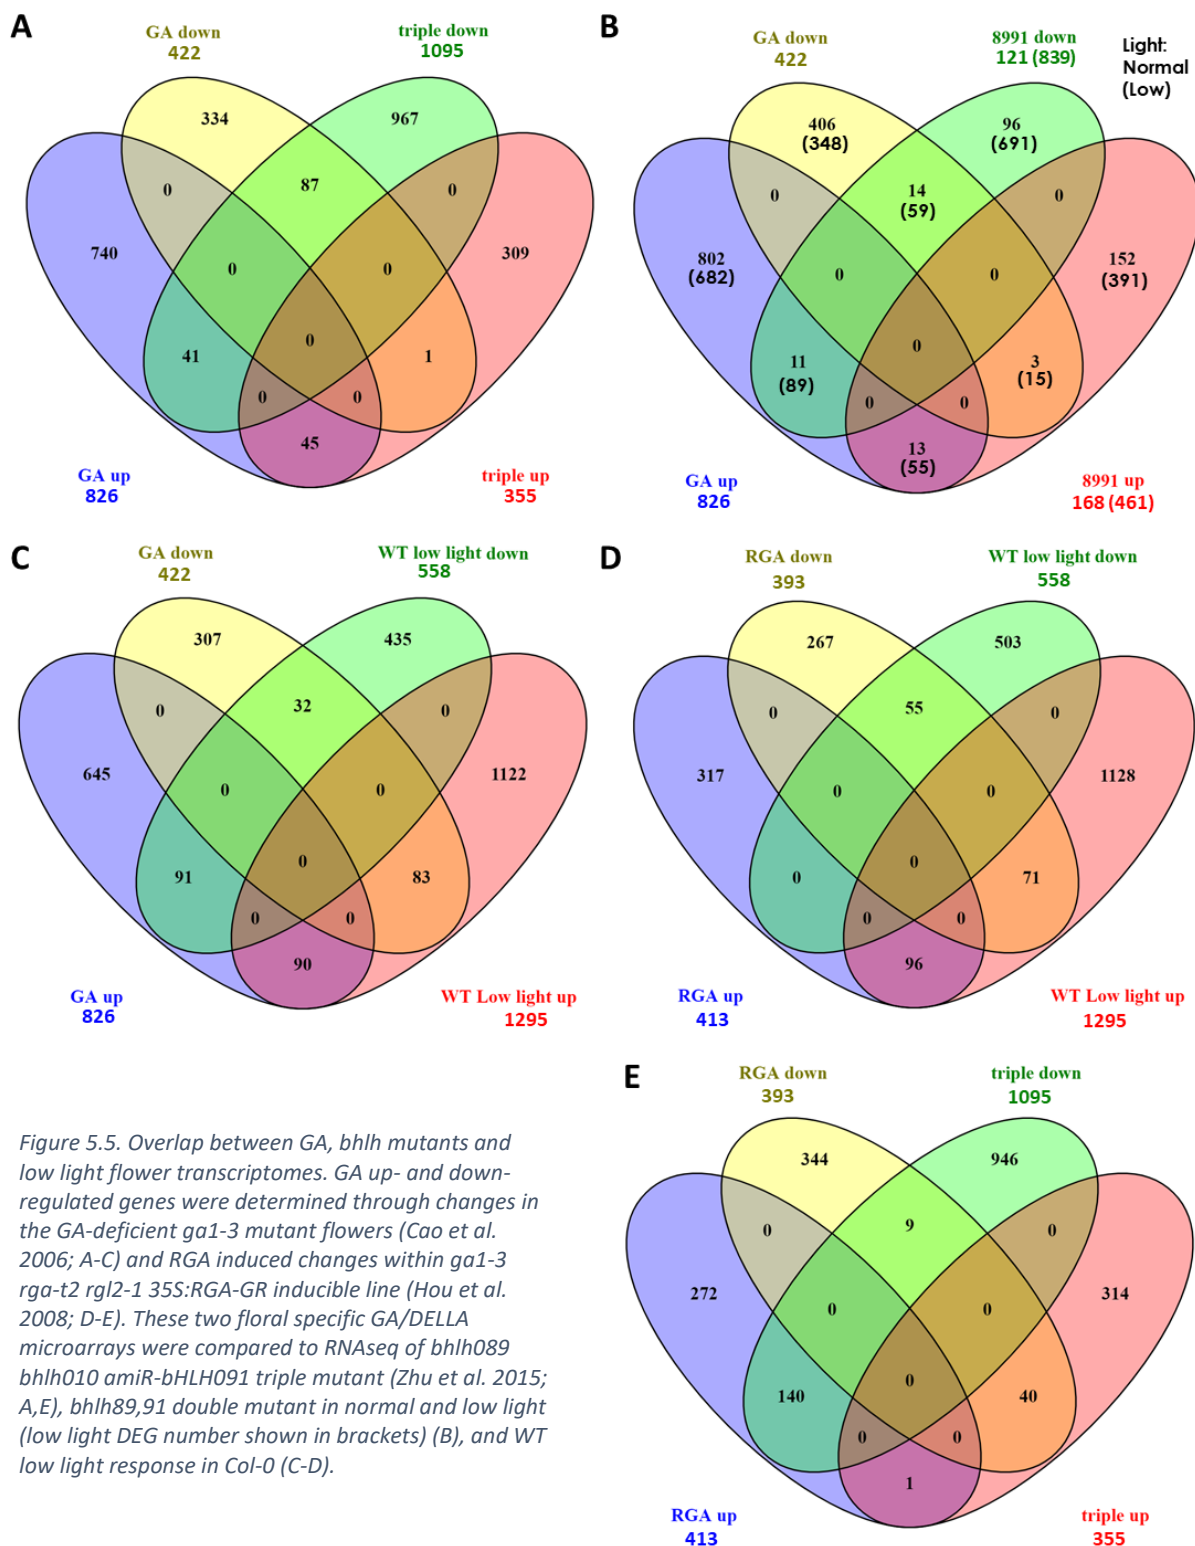 A
GA down
422
triple down
1095
334
967
0
87
0
740
0
0
309
0
41
1
0
0
45
GA up
826
triple up
355
B
GA down
422
8991 down
121 (839)
Light:
Normal
(Low)
406
(348)
96
(691)
0
14
(59)
0
802
(682)
0
0
152
(391)
0
11
(89)
3
(15)
0
0
13
(55)
GA up
826
8991 up
168 (461)
C
GA down
422
WT low light down
558
307
435
0
32
0
645
0
0
1122
0
91
83
0
0
90
GA up
826
WT Low light up
1295
D
RGA down
393
WT low light down
558
267
503
0
55
0
317
0
0
1128
0
0
71
0
0
96
RGA up
413
WT Low light up
1295
E
RGA down
393
triple down
1095
344
946
0
9
0
272
0
0
314
0
140
40
0
0
1
RGA up
413
triple up
355
Figure 5.5. Overlap between GA, bhlh mutants and
low light flower transcriptomes. GA up- and down-
regulated genes were determined through changes in
the GA-deficient ga1-3 mutant flowers (Cao et al.
2006; A-C) and RGA induced changes within ga1-3
rga-t2 rgl2-1 35S:RGA-GR inducible line (Hou et al.
2008; D-E). These two floral specific GA/DELLA
microarrays were compared to RNAseq of bhlh089
bhlh010 amiR-bHLH091 triple mutant (Zhu et al. 2015;
A,E), bhlh89,91 double mutant in normal and low light
(low light DEG number shown in brackets) (B), and WT
low light response in Col-0 (C-D).